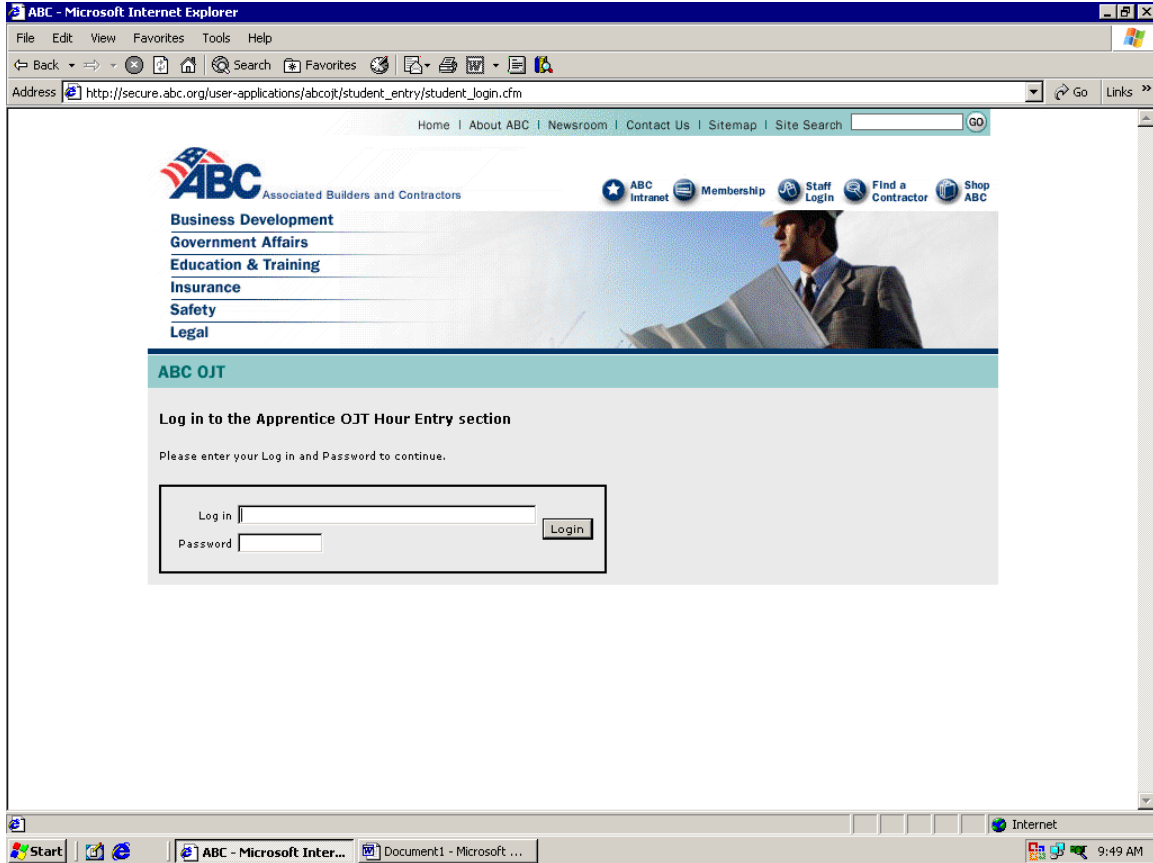 ABC - Microsoft Internet Explorer
File Edit View Favorites Tools Help
Back Search Favorites
Address http://secure.abc.org/user-applications/abcojt/student_entry/student_login.cfm Go Links »
Home | About ABC | Newsroom | Contact Us | Sitemap | Site Search GO
ABC Associated Builders and Contractors
ABC Intranet Membership Staff LogIn Find a Contractor Shop ABC
Business Development
Government Affairs
Education & Training
Insurance
Safety
Legal
ABC OJT
Log in to the Apprentice OJT Hour Entry section
Please enter your Log in and Password to continue.
Log in
Login
Password
Internet
Start ABC - Microsoft Inter... Document1 - Microsoft ... 9:49 AM